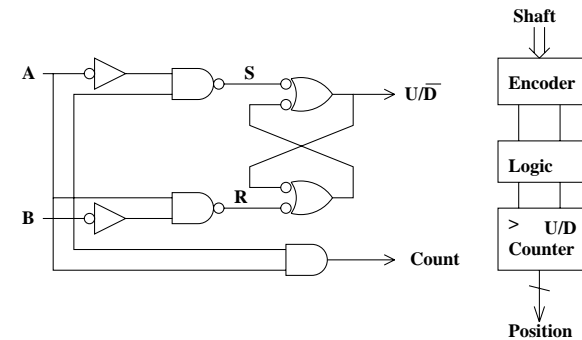 A
S
U/D̅
R
B
Count
Shaft
Encoder
Logic
> U/D
Counter
Position